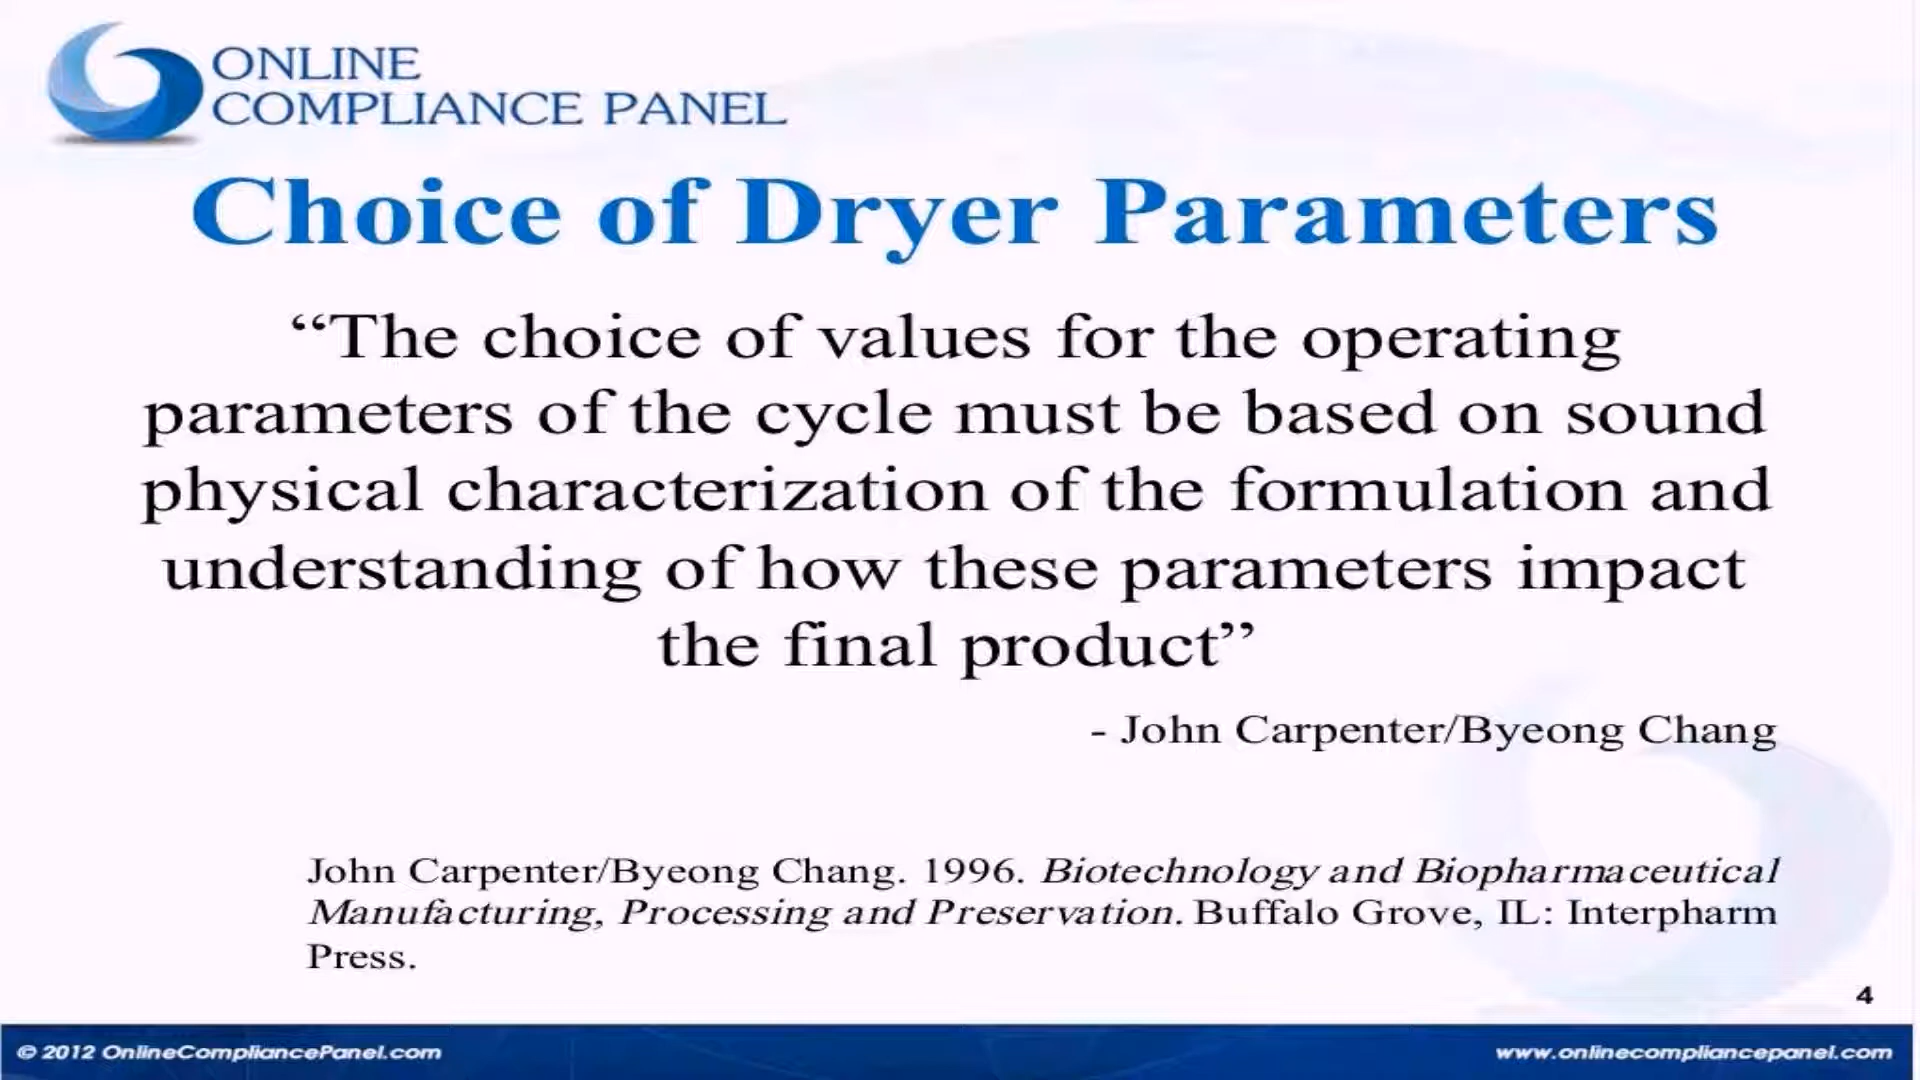 ONLINE
COMPLIANCE PANEL
Choice of Dryer Parameters
“The choice of values for the operating
parameters of the cycle must be based on sound
physical characterization of the formulation and
understanding of how these parameters impact
the final product”
- John Carpenter/Byeong Chang
John Carpenter/Byeong Chang. 1996. Biotechnology and Biopharmaceutical
Manufacturing, Processing and Preservation. Buffalo Grove, IL: Interpharm
Press.
4
© 2012 OnlineCompliancePanel.com
www.onlinecompliancepanel.com